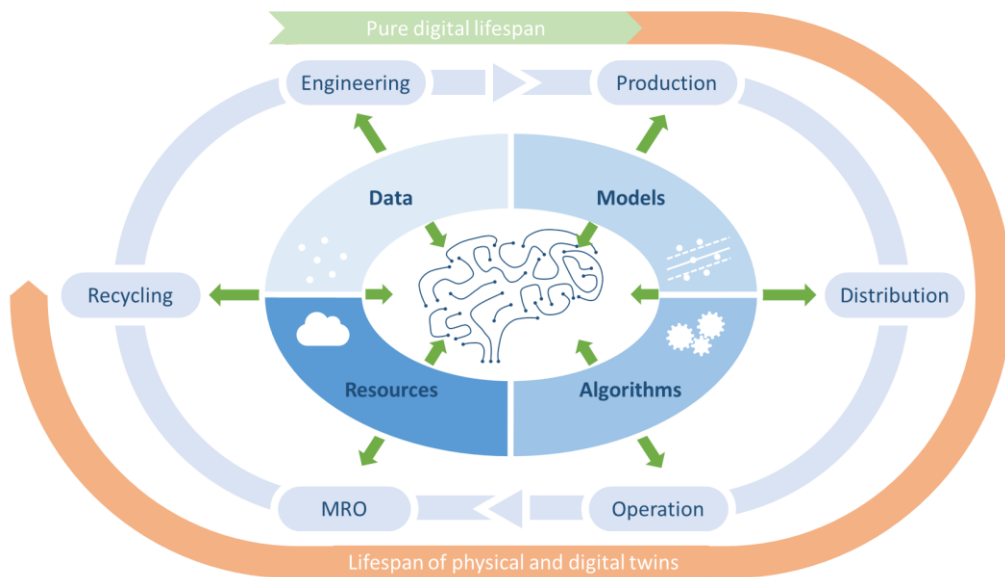 Pure digital lifespan
Engineering
Production
Data
Models
Recycling
Distribution
Resources
Algorithms
MRO
Operation
Lifespan of physical and digital twins